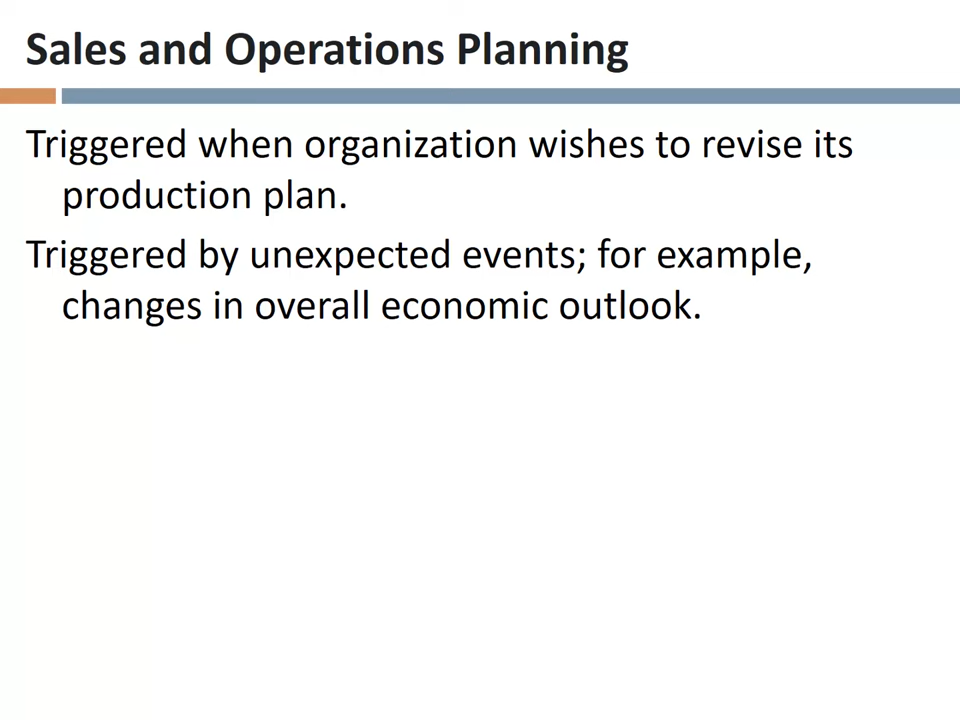 Sales and Operations Planning
Triggered when organization wishes to revise its
production plan.
Triggered by unexpected events; for example,
changes in overall economic outlook.